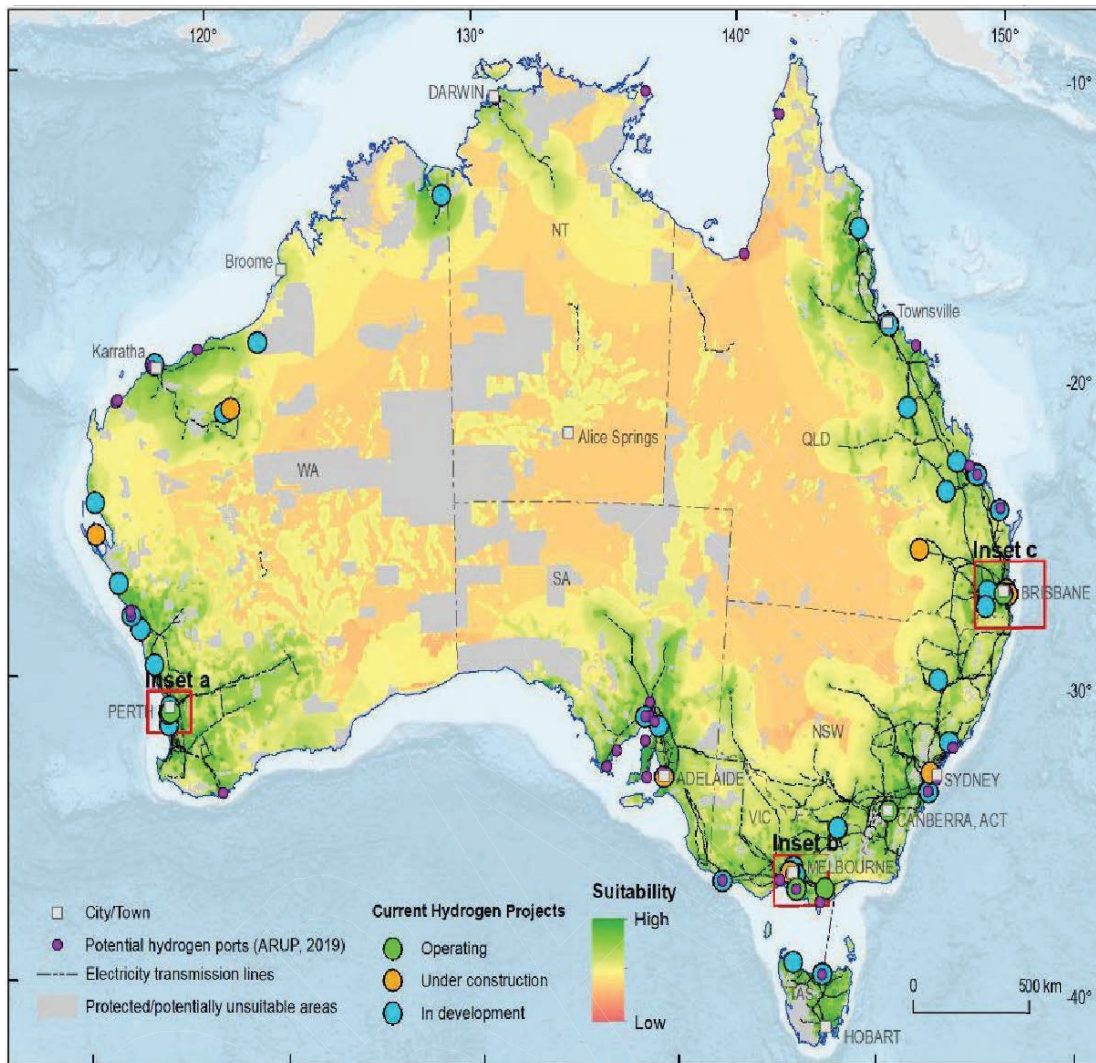 120°
130°
140°
150°
-10°
DARWIN
NT
Broome
Townsville
Karratha
-20°
Alice Springs
QLD
WA
Inset c
SA
BRISBANE
-30°
Inset a
PERTH
NSW
ADELAIDE
SYDNEY
VIC
CANBERRA, ACT
Inset b
MELBOURNE
Suitability
High
Low
City/Town
Potential hydrogen ports (ARUP, 2019)
Electricity transmission lines
Protected/potentially unsuitable areas
Current Hydrogen Projects
Operating
Under construction
In development
0
500 km
-40°
TAS
HOBART